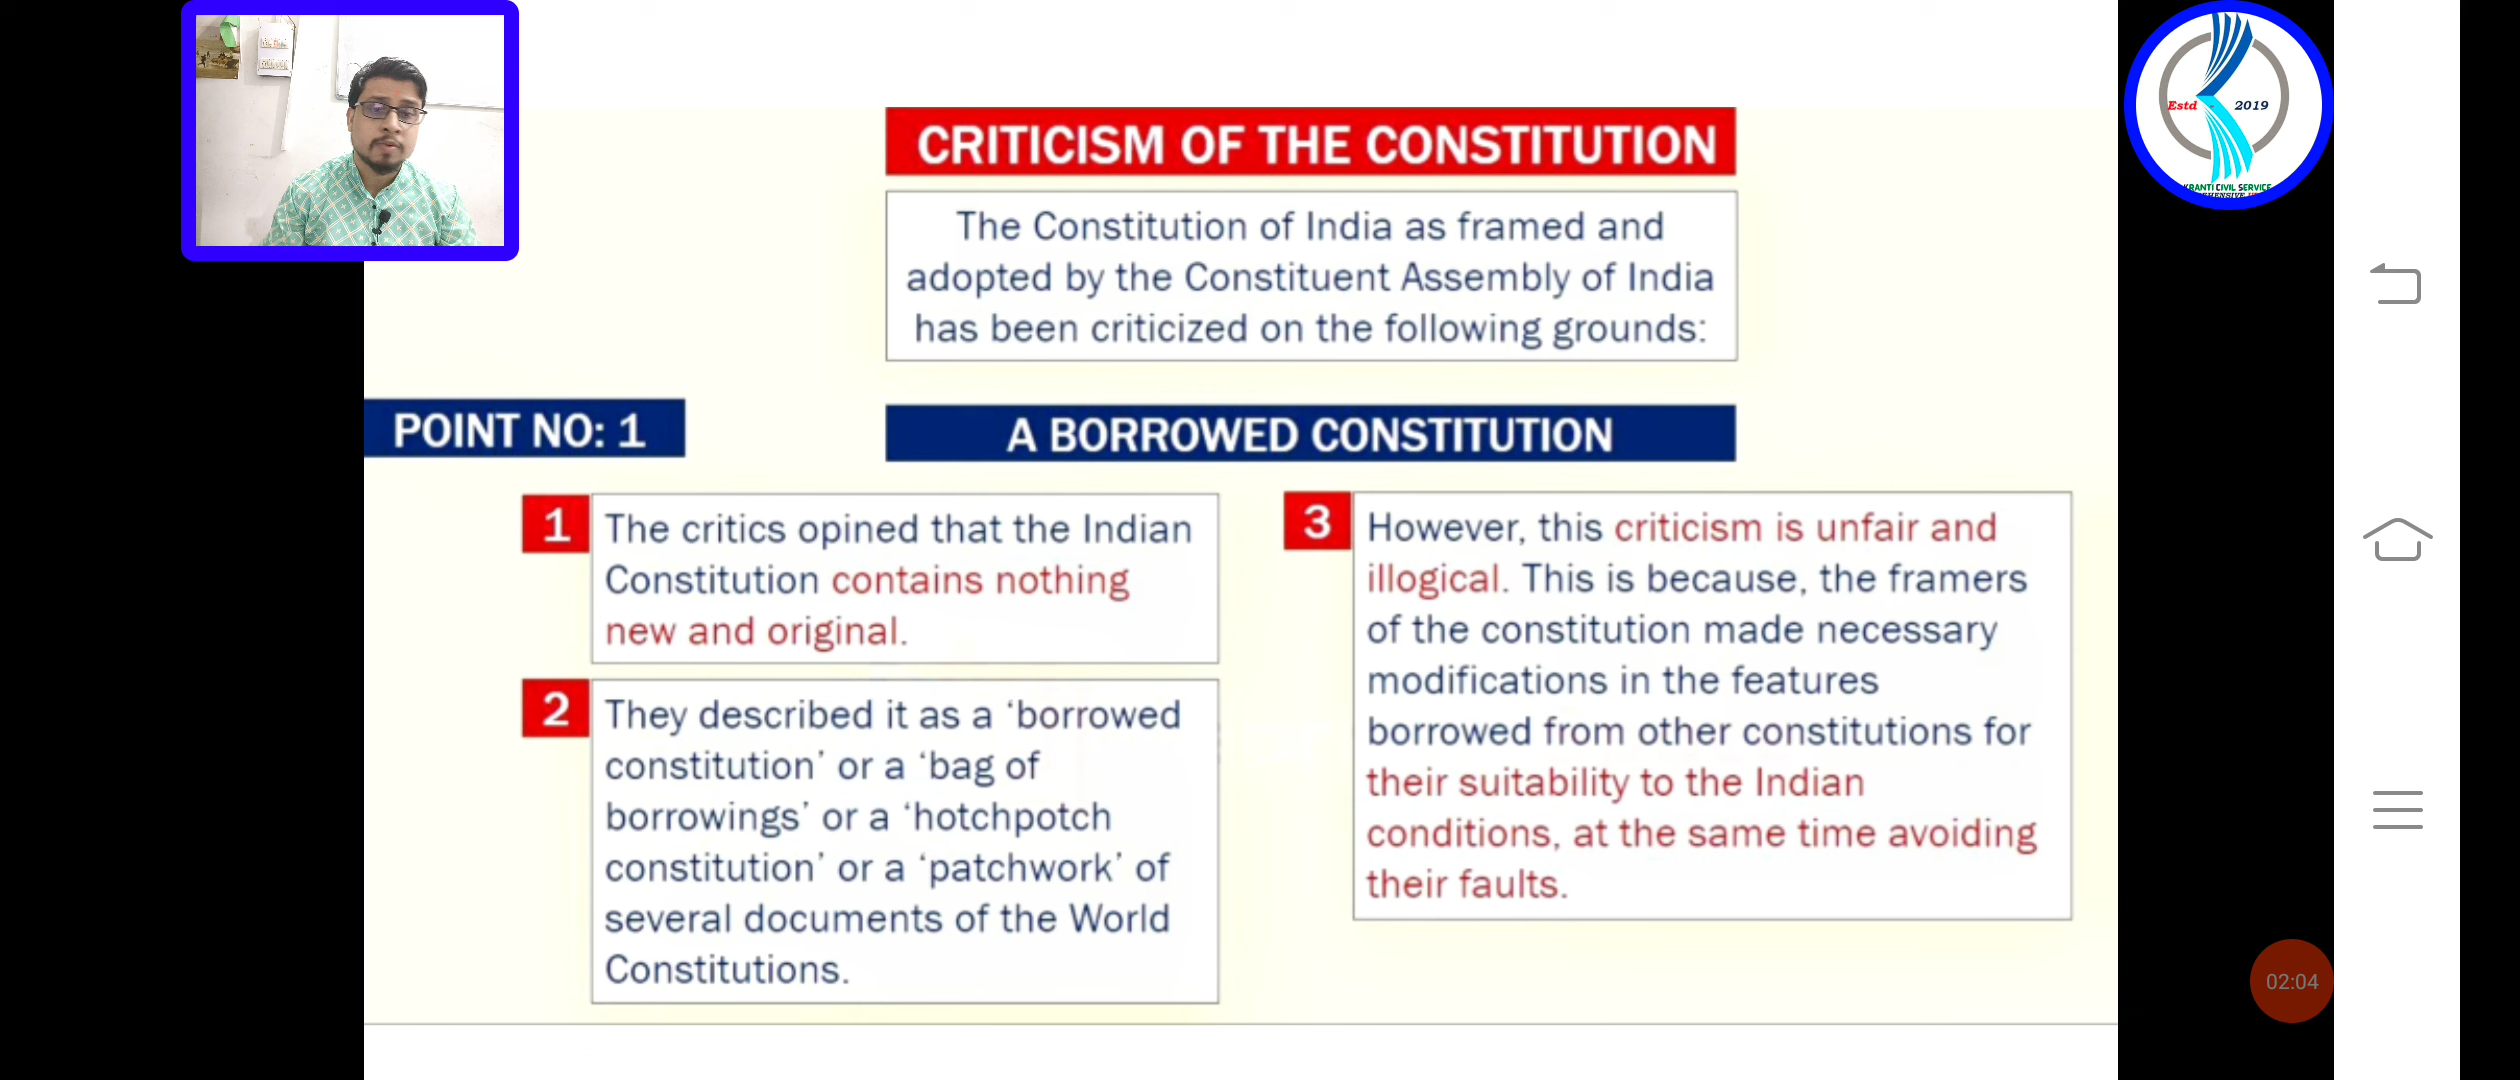 Estd 2019
KRANTI CIVIL SERVICE
CRITICISM OF THE CONSTITUTION
The Constitution of India as framed and
adopted by the Constituent Assembly of India
has been criticized on the following grounds:
POINT NO: 1
A BORROWED CONSTITUTION
1
The critics opined that the Indian
Constitution contains nothing
new and original.
2
They described it as a ‘borrowed
constitution’ or a ‘bag of
borrowings’ or a ‘hotchpotch
constitution’ or a ‘patchwork’ of
several documents of the World
Constitutions.
3
However, this criticism is unfair and
illogical. This is because, the framers
of the constitution made necessary
modifications in the features
borrowed from other constitutions for
their suitability to the Indian
conditions, at the same time avoiding
their faults.
02:04